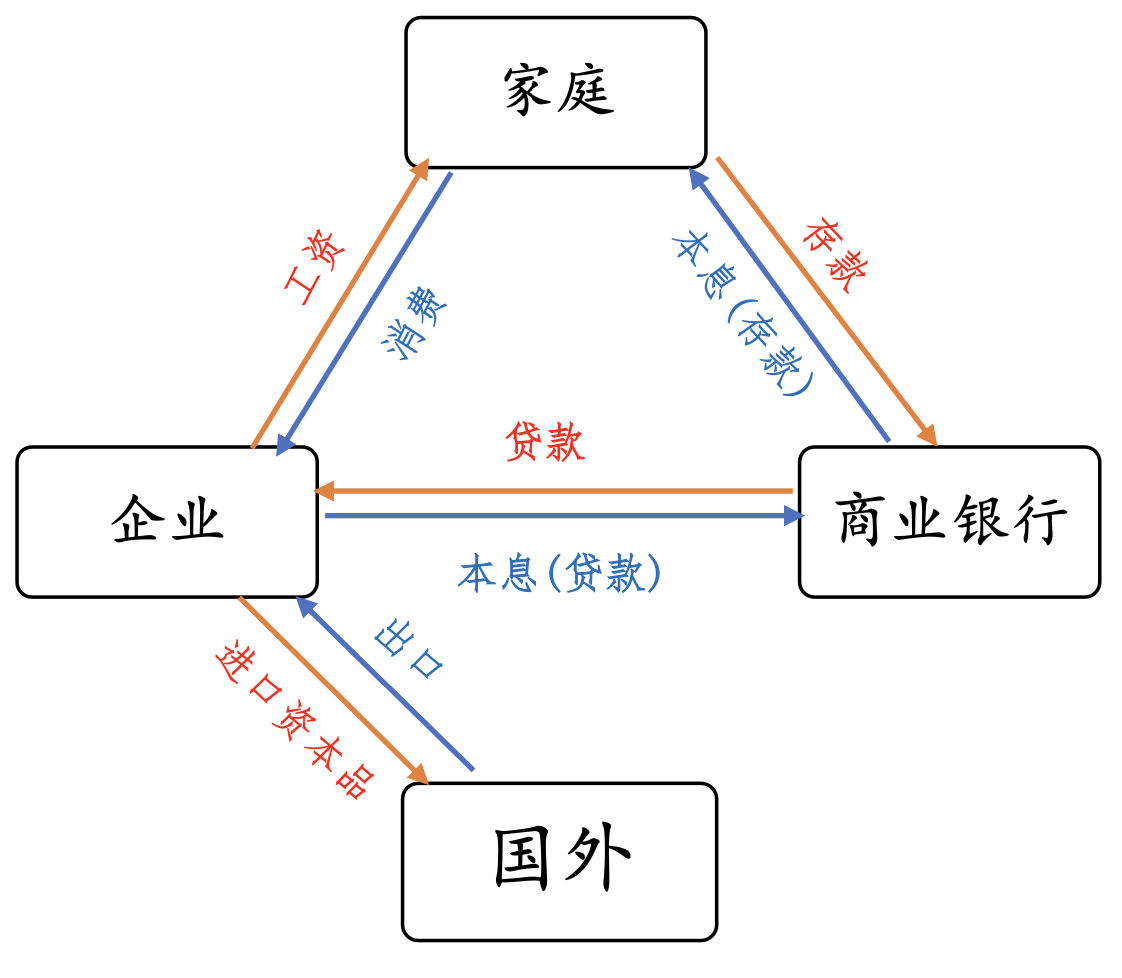 家庭
工资
消费
存款
本息(存款)
贷款
企业
商业银行
本息(贷款)
进口资本品
出口
国外